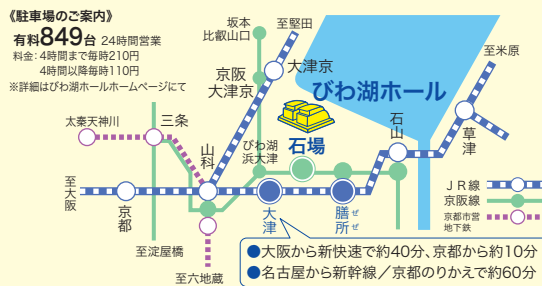 《駐車場のご案内》
有料849台 24時間営業
料金：4時間まで毎時210円
4時間以降毎時110円
※詳細はびわ湖ホールホームページにて
坂本
比叡山口
至堅田
京阪
大津京
大津京
びわ湖ホール
至米原
太秦天神川
三条
山科
びわ湖
浜大津
石場
石山
草津
至大阪
京都
大津
膳所
ぜぜ
至淀屋橋
至六地蔵
JR線
京阪線
京都市営
地下鉄
●大阪から新快速で約40分、京都から約10分
●名古屋から新幹線／京都のりかえで約60分